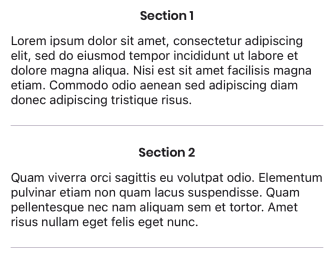 Section 1
Lorem ipsum dolor sit amet, consectetur adipiscing
elit, sed do eiusmod tempor incididunt ut labore et
dolore magna aliqua. Nisi est sit amet facilisis magna
etiam. Commodo odio aenean sed adipiscing diam
donec adipiscing tristique risus.
Section 2
Quam viverra orci sagittis eu volutpat odio. Elementum
pulvinar etiam non quam lacus suspendisse. Quam
pellentesque nec nam aliquam sem et tortor. Amet
risus nullam eget felis eget nunc.